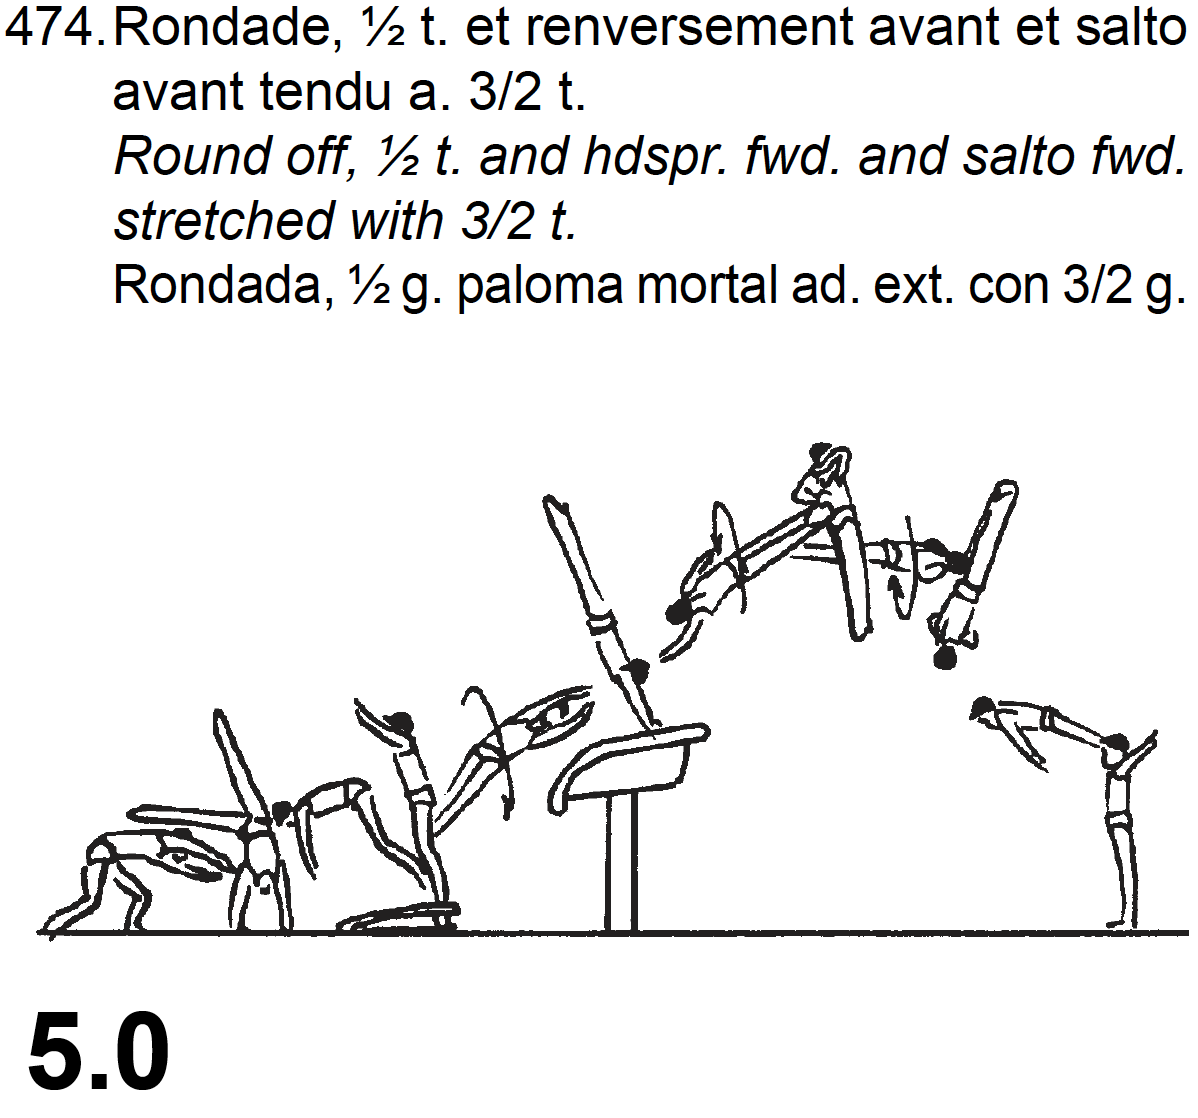 474. Rondade, ½ t. et renversement avant et salto
avant tendu a. 3/2 t.
Round off, ½ t. and hdspr. fwd. and salto fwd.
stretched with 3/2 t.
Rondada, ½ g. paloma mortal ad. ext. con 3/2 g.
5.0